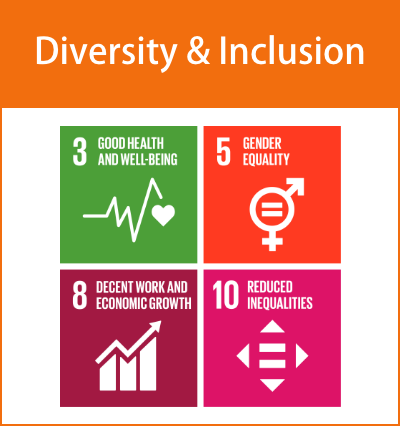 Diversity & Inclusion
3 GOOD HEALTH
AND WELL-BEING
5 GENDER
EQUALITY
8 DECENT WORK AND
ECONOMIC GROWTH
10 REDUCED
INEQUALITIES